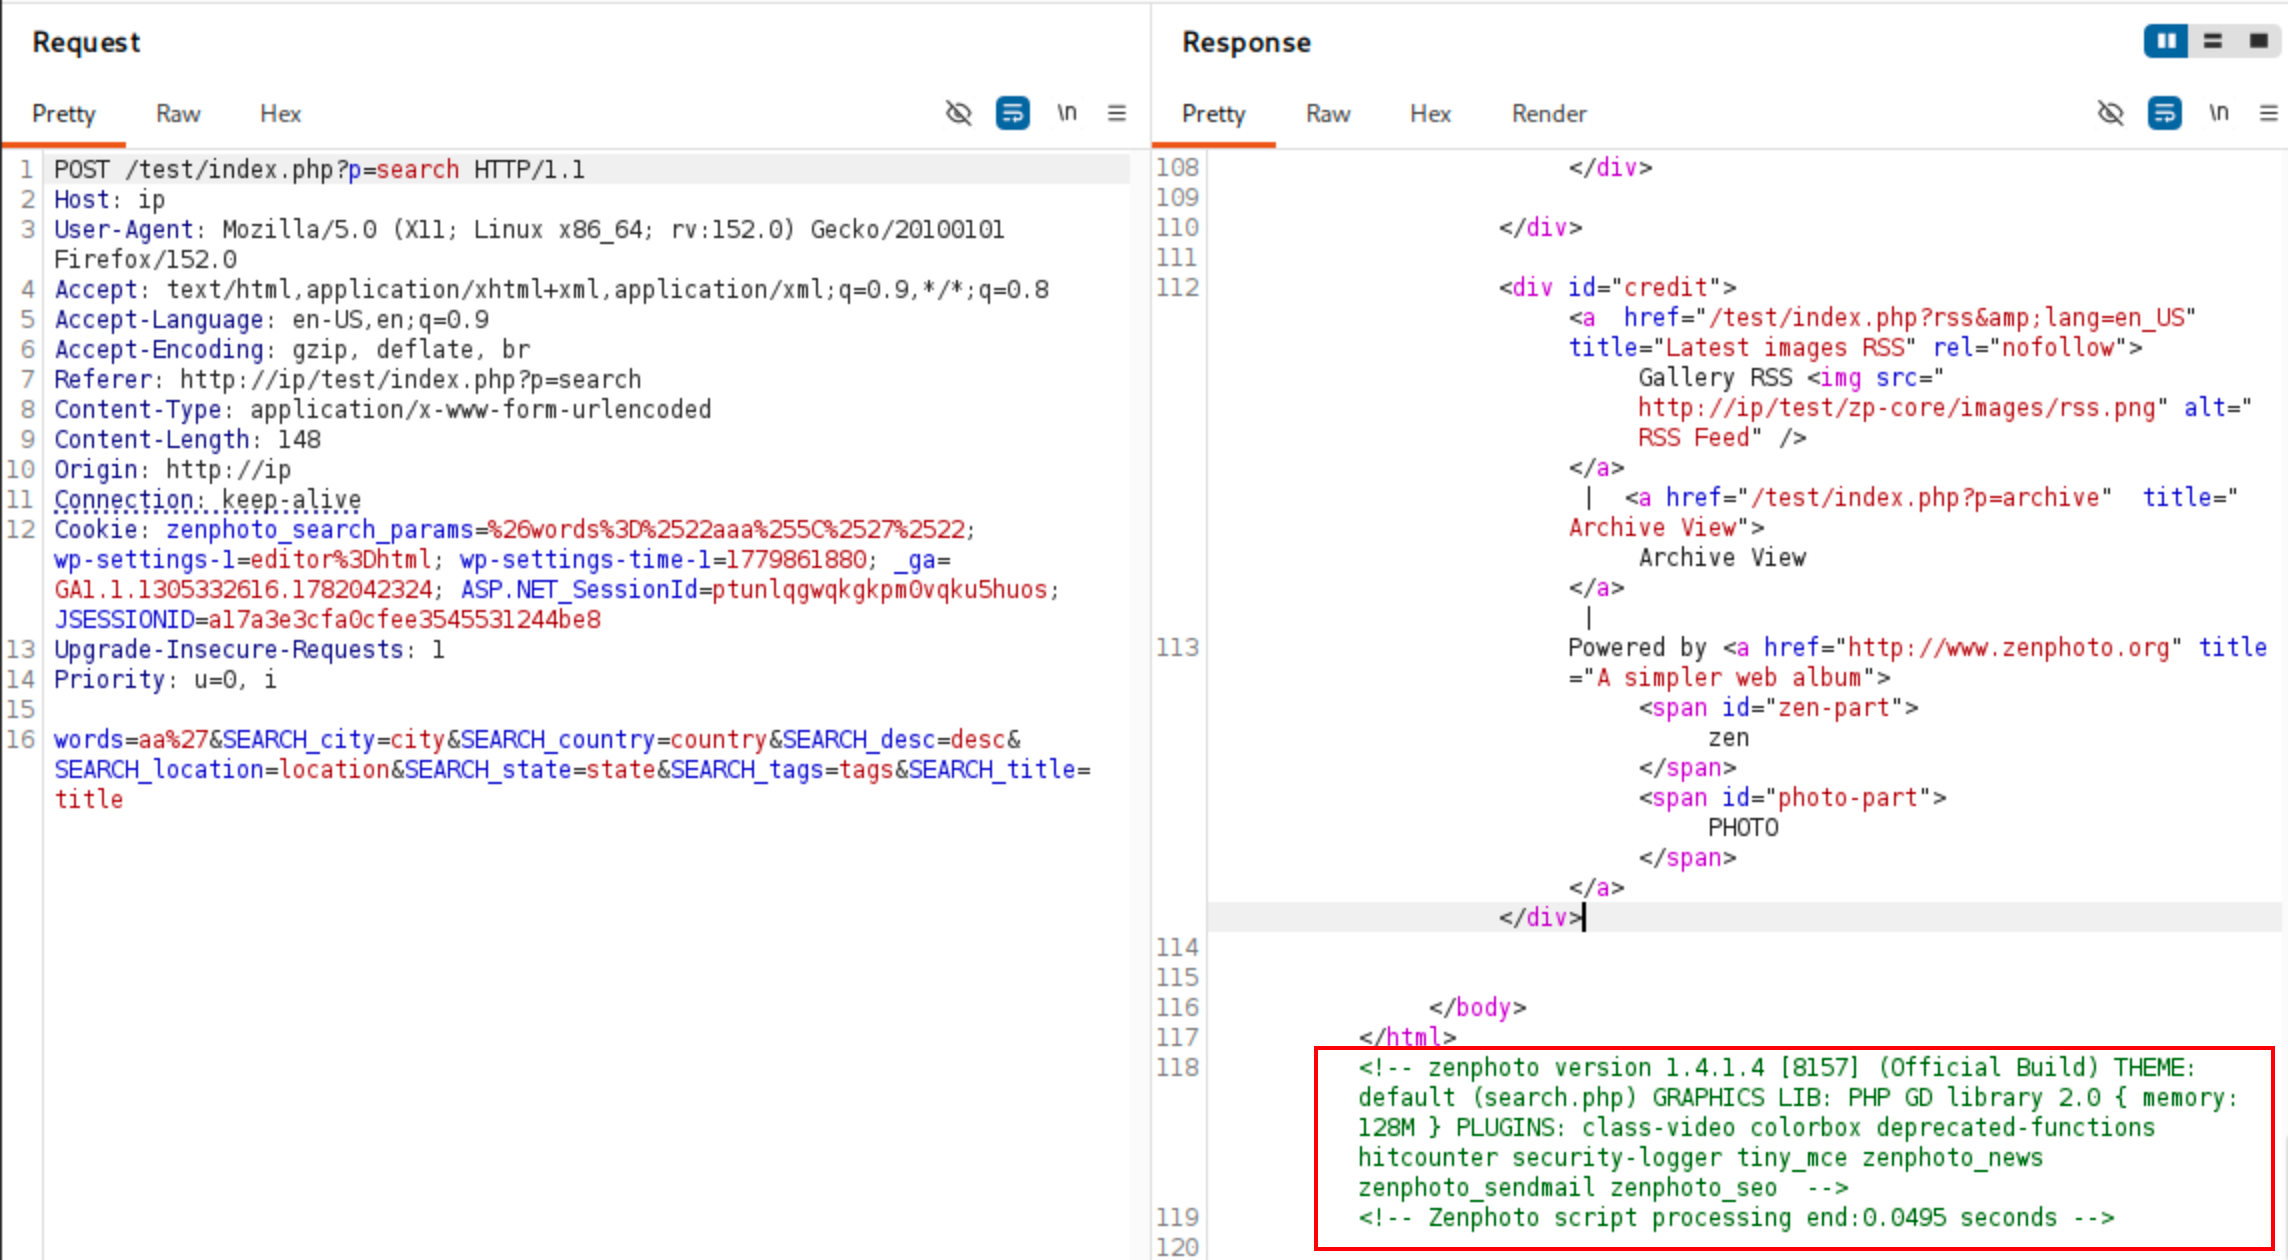 Request
Pretty Raw Hex \n
1 POST /test/index.php?p=search HTTP/1.1
2 Host: ip
3 User-Agent: Mozilla/5.0 (X11; Linux x86_64; rv:152.0) Gecko/20100101
Firefox/152.0
4 Accept: text/html,application/xhtml+xml,application/xml;q=0.9,*/*;q=0.8
5 Accept-Language: en-US,en;q=0.9
6 Accept-Encoding: gzip, deflate, br
7 Referer: http://ip/test/index.php?p=search
8 Content-Type: application/x-www-form-urlencoded
9 Content-Length: 148
10 Origin: http://ip
11 Connection: keep-alive
12 Cookie: zenphoto_search_params=%26words%3D%2522aaa%255C%2527%2522;
wp-settings-1=editor%3Dhtml; wp-settings-time-1=1779861880; _ga=
GA1.1.1305332616.1782042324; ASP.NET_SessionId=ptunlqgwqkgkpm0vqku5huos;
JSESSIONID=a17a3e3cfa0cfee3545531244be8
13 Upgrade-Insecure-Requests: 1
14 Priority: u=0, i
15
16 words=aa%27&SEARCH_city=city&SEARCH_country=country&SEARCH_desc=desc&
SEARCH_location=location&SEARCH_state=state&SEARCH_tags=tags&SEARCH_title=
title
Response
Pretty Raw Hex Render \n
108 </div>
109
110 </div>
111
112 <div id="credit">
<a  href="/test/index.php?rss&amp;lang=en_US"
title="Latest images RSS" rel="nofollow">
Gallery RSS <img src="
http://ip/test/zp-core/images/rss.png" alt="
RSS Feed" />
</a>
|  <a href="/test/index.php?p=archive"  title="
Archive View">
Archive View
</a>
|
113 Powered by <a href="http://www.zenphoto.org" title
="A simpler web album">
<span id="zen-part">
zen
</span>
<span id="photo-part">
PHOTO
</span>
</a>
</div>
114
115
116 </body>
117 </html>
118 <!-- zenphoto version 1.4.1.4 [8157] (Official Build) THEME:
default (search.php) GRAPHICS LIB: PHP GD library 2.0 { memory:
128M } PLUGINS: class-video colorbox deprecated-functions
hitcounter security-logger tiny_mce zenphoto_news
zenphoto_sendmail zenphoto_seo  -->
119 <!-- Zenphoto script processing end:0.0495 seconds -->
120